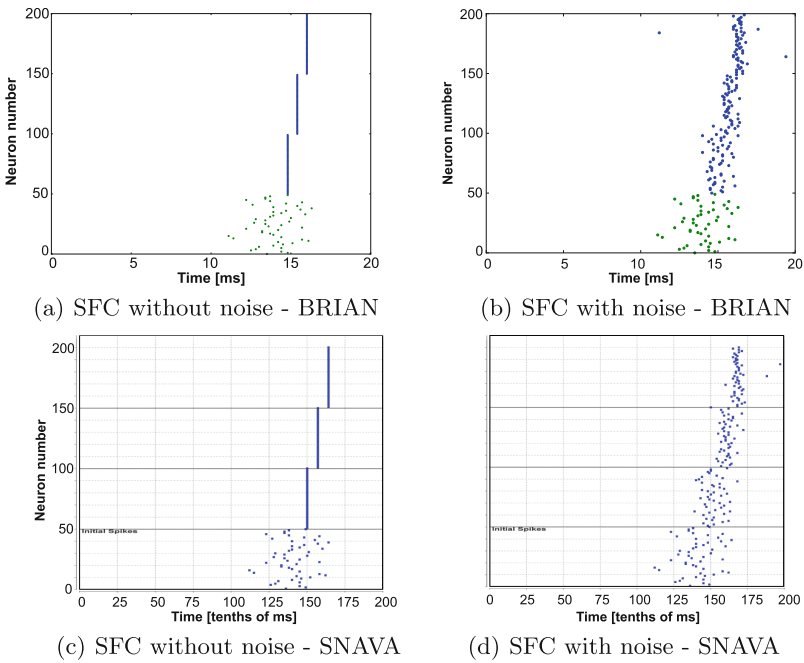 200
150
100
50
0
Neuron number
0 5 10 15 20
Time [ms]
(a) SFC without noise - BRIAN
200
150
100
50
0
Neuron number
0 5 10 15 20
Time [ms]
(b) SFC with noise - BRIAN
200
150
100
50
0
Neuron number
Initial Spikes
0 25 50 75 100 125 150 175 200
Time [tenths of ms]
(c) SFC without noise - SNAVA
Initial Spikes
0 25 50 75 100 125 150 175 200
Time [tenths of ms]
(d) SFC with noise - SNAVA